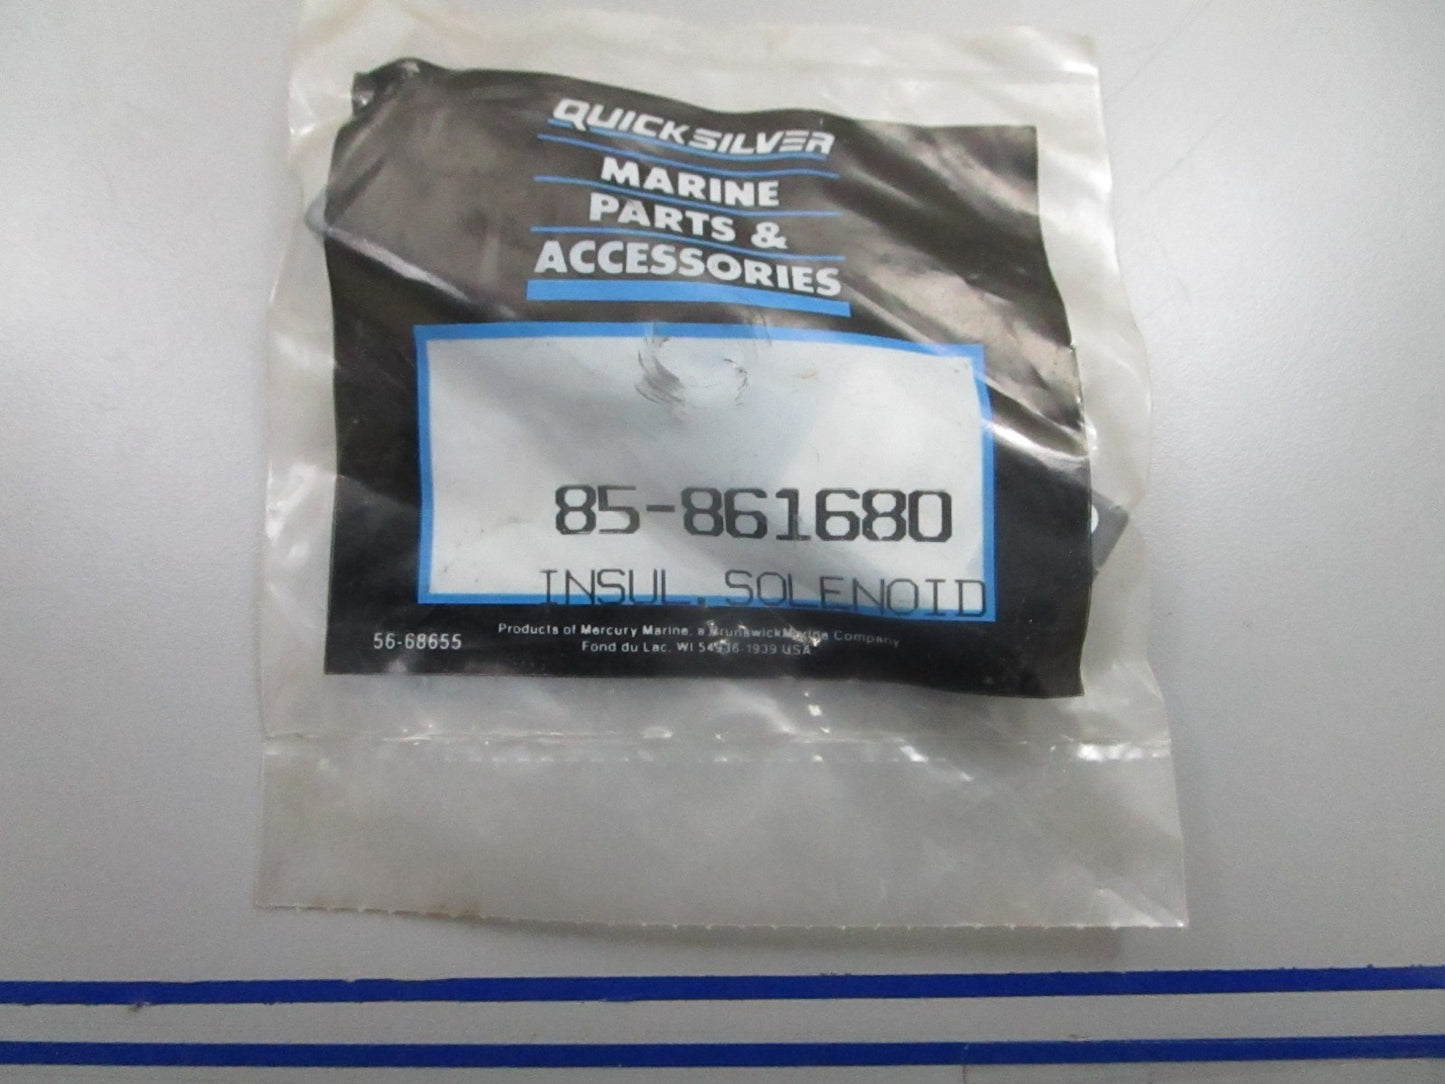 QUICKSILVER
MARINE
PARTS &
ACCESSORIES
85-861680
INSUL. SOLENOID
56-68655
Products of Mercury Marine, a Brunswick Marine Company
Fond du Lac, WI 54936-1939 USA